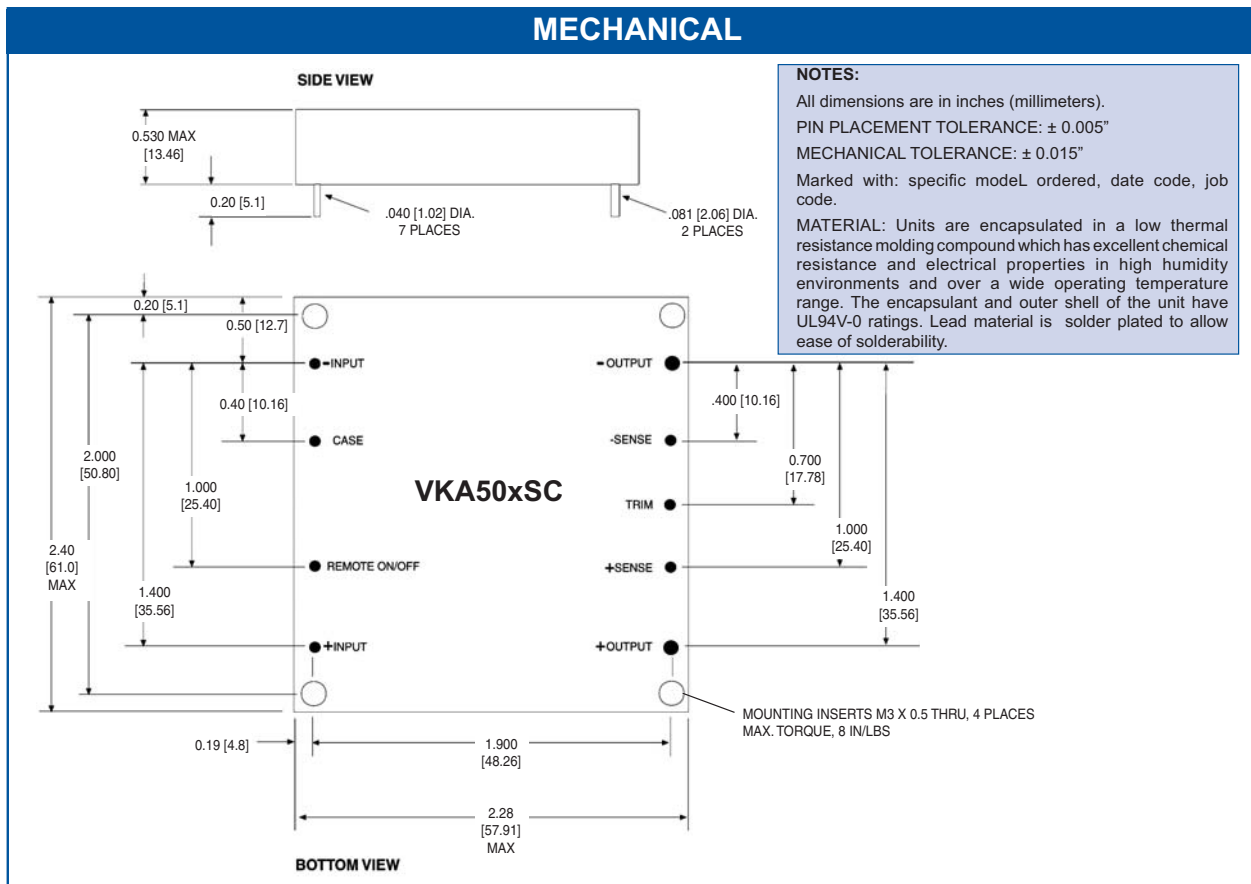 MECHANICAL
SIDE VIEW
0.530 MAX
[13.46]
0.20 [5.1]
.040 [1.02] DIA.
7 PLACES
.081 [2.06] DIA.
2 PLACES
NOTES:
All dimensions are in inches (millimeters).
PIN PLACEMENT TOLERANCE: ± 0.005”
MECHANICAL TOLERANCE: ± 0.015”
Marked with: specific modeL ordered, date code, job
code.
MATERIAL: Units are encapsulated in a low thermal
resistance molding compound which has excellent chemical
resistance and electrical properties in high humidity
environments and over a wide operating temperature
range. The encapsulant and outer shell of the unit have
UL94V-0 ratings. Lead material is solder plated to allow
ease of solderability.
0.20 [5.1]
0.50 [12.7]
-INPUT
-OUTPUT
0.40 [10.16]
.400 [10.16]
CASE
-SENSE
2.000
[50.80]
0.700
[17.78]
1.000
[25.40]
VKA50xSC
TRIM
1.000
[25.40]
2.40
[61.0]
MAX
REMOTE ON/OFF
+SENSE
1.400
[35.56]
1.400
[35.56]
+INPUT
+OUTPUT
MOUNTING INSERTS M3 X 0.5 THRU, 4 PLACES
MAX. TORQUE, 8 IN/LBS
0.19 [4.8]
1.900
[48.26]
2.28
[57.91]
MAX
BOTTOM VIEW